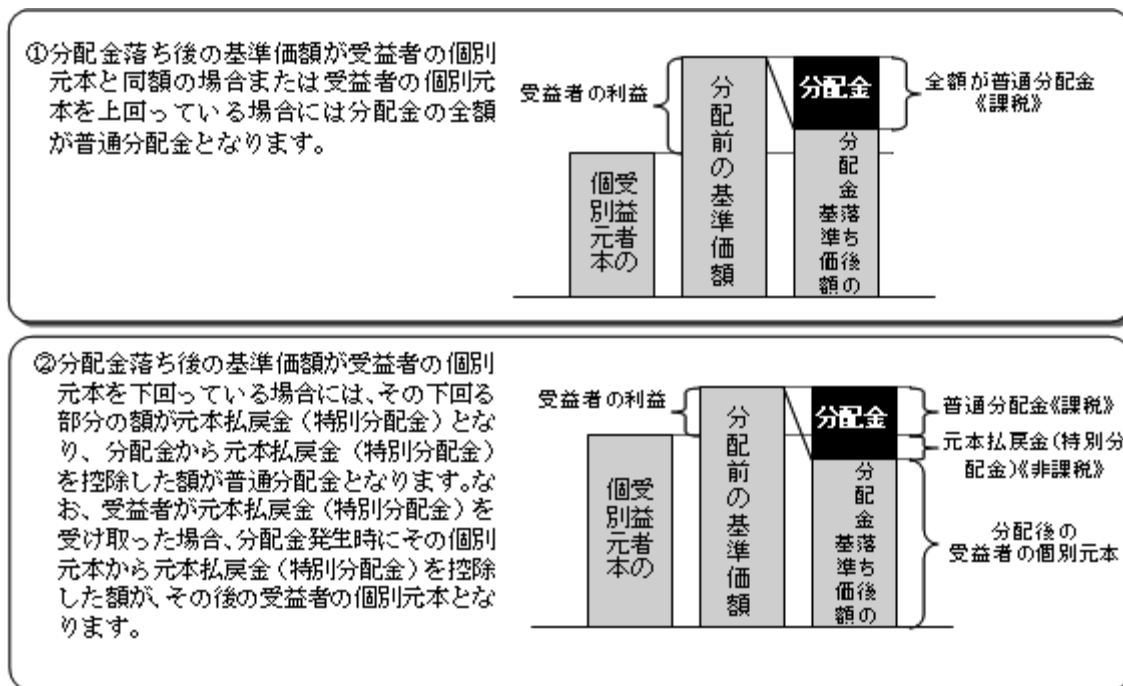 ①分配金落ち後の基準価額が受益者の個別
元本と同額の場合または受益者の個別元
本を上回っている場合には分配金の全額
が普通分配金となります。
受益者の利益
受益者の
個別元本
分配前の基準価額
分配金
分配金落ち後の
基準価額
全額が普通分配金
《課税》
②分配金落ち後の基準価額が受益者の個別
元本を下回っている場合には、その下回る
部分の額が元本払戻金（特別分配金）とな
り、分配金から元本払戻金（特別分配金）
を控除した額が普通分配金となります。な
お、受益者が元本払戻金（特別分配金）を
受け取った場合、分配金発生時にその個別
元本から元本払戻金（特別分配金）を控除
した額が、その後の受益者の個別元本とな
ります。
受益者の利益
受益者の
個別元本
分配前の基準価額
分配金
分配金落ち後の
基準価額
普通分配金《課税》
元本払戻金（特別分
配金）《非課税》
分配後の
受益者の個別元本